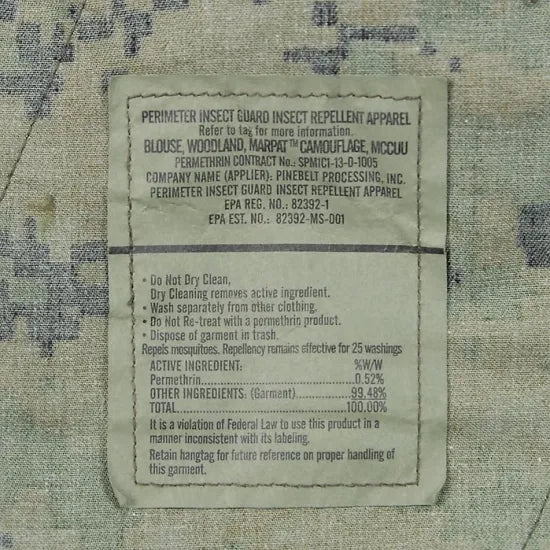 PERIMETER INSECT GUARD INSECT REPELLENT APPAREL
Refer to tag for more information.
BLOUSE, WOODLAND, MARPAT™ CAMOUFLAGE, MCCUU
PERMETHRIN CONTRACT No.: SPM1C1-13-D-1005
COMPANY NAME (APPLIER): PINEBELT PROCESSING, INC.
PERIMETER INSECT GUARD INSECT REPELLENT APPAREL
EPA REG. NO.: 82392-1
EPA EST. NO.: 82392-MS-001
• Do Not Dry Clean,
Dry Cleaning removes active ingredient.
• Wash separately from other clothing.
• Do Not Re-treat with a permethrin product.
• Dispose of garment in trash.
Repels mosquitoes. Repellency remains effective for 25 washings
ACTIVE INGREDIENT: %W/W
Permethrin.....................................0.52%
OTHER INGREDIENTS: (Garment)..............99.48%
TOTAL..........................................100.00%
It is a violation of Federal Law to use this product in a
manner inconsistent with its labeling.
Retain hangtag for future reference on proper handling of
this garment.